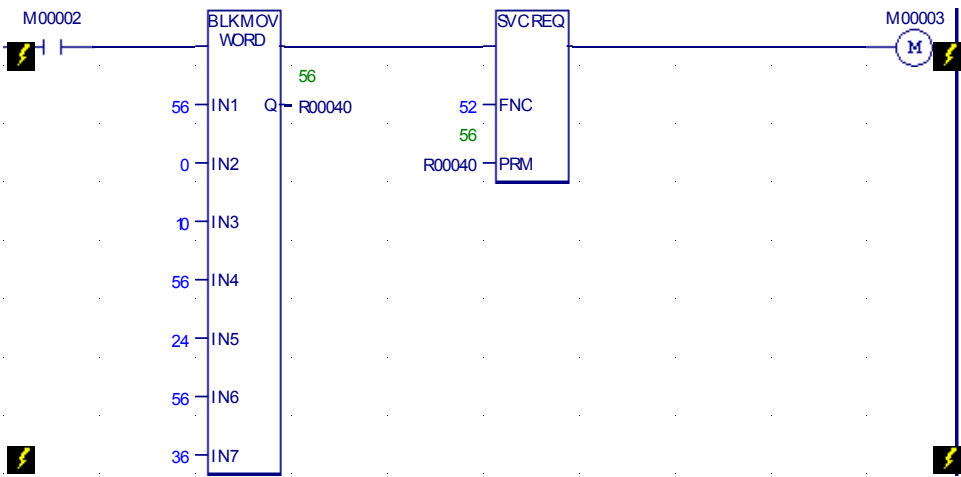 M00002 BLKMOV SVCREQ M00003
WORD M
56
56 IN1 Q R00040 52 FNC
56
0 IN2 R00040 PRM
10 IN3
56 IN4
24 IN5
56 IN6
36 IN7